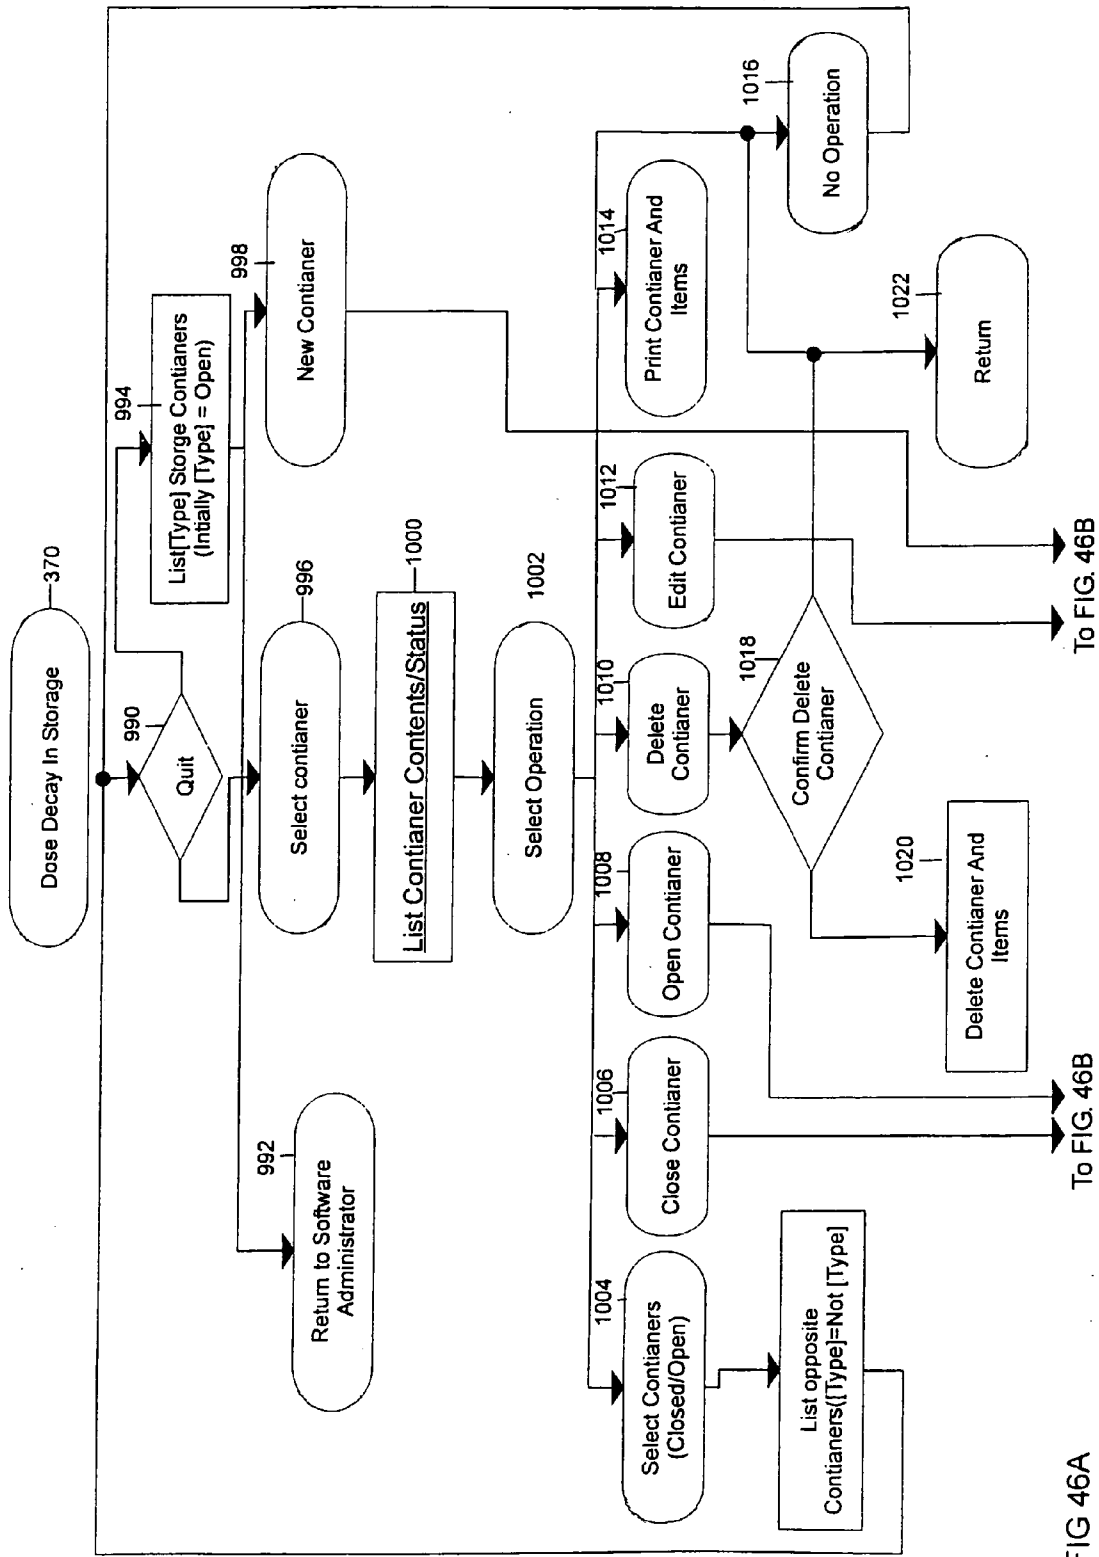 Dose Decay In Storage
370
990
Quit
994
List[Type] Storge Contianers
(Intially [Type] = Open)
992
Return to Software
Administrator
996
Select contianer
998
New Contianer
1000
List Contianer Contents/Status
1002
Select Operation
1004
Select Contianers
(Closed/Open)
1006
Close Contianer
1008
Open Contianer
1010
Delete
Contianer
1012
Edit Contianer
1014
Print Contianer And
Items
1016
No Operation
List opposite
Contianers([Type]=Not [Type]
1018
Confirm Delete
Contianer
1020
Delete Contianer And
Items
1022
Return
To FIG. 46B
To FIG. 46B
FIG 46A